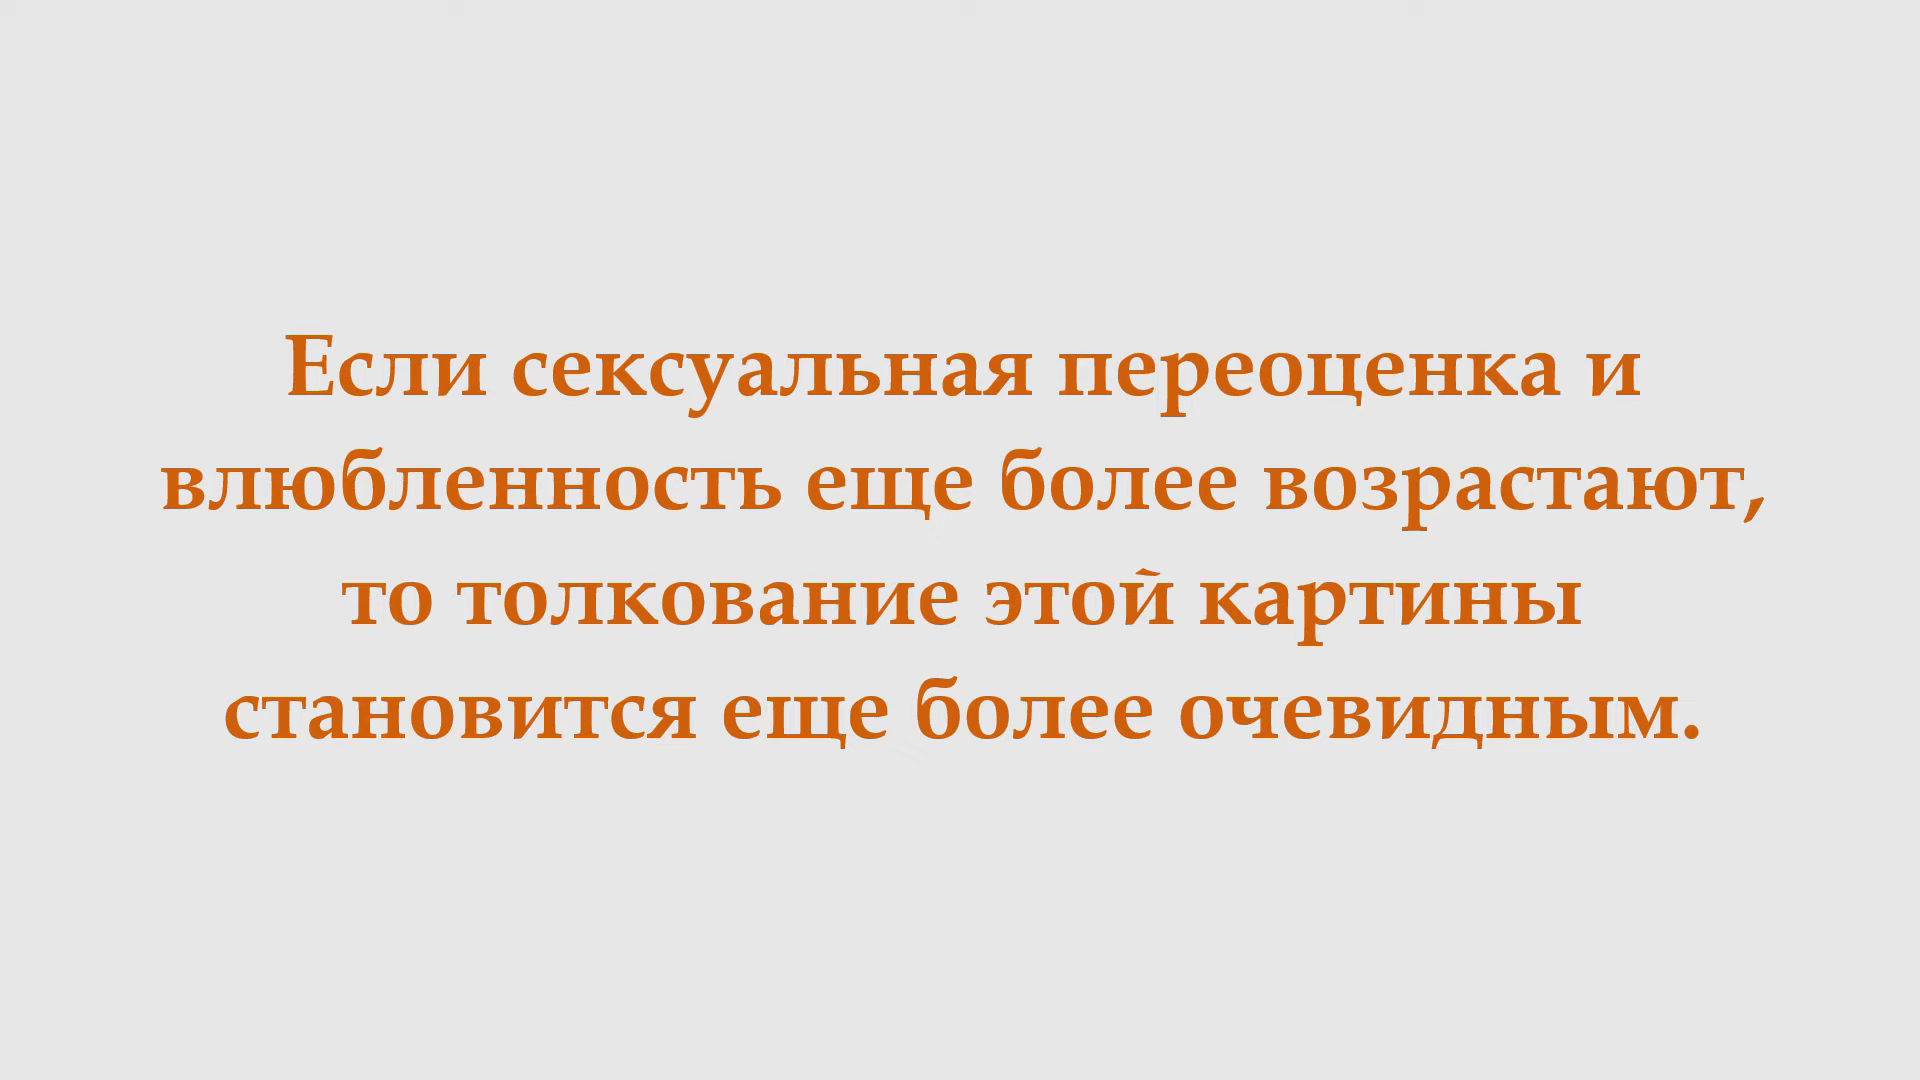 Если сексуальная переоценка и
влюбленность еще более возрастают,
то толкование этой картины
становится еще более очевидным.